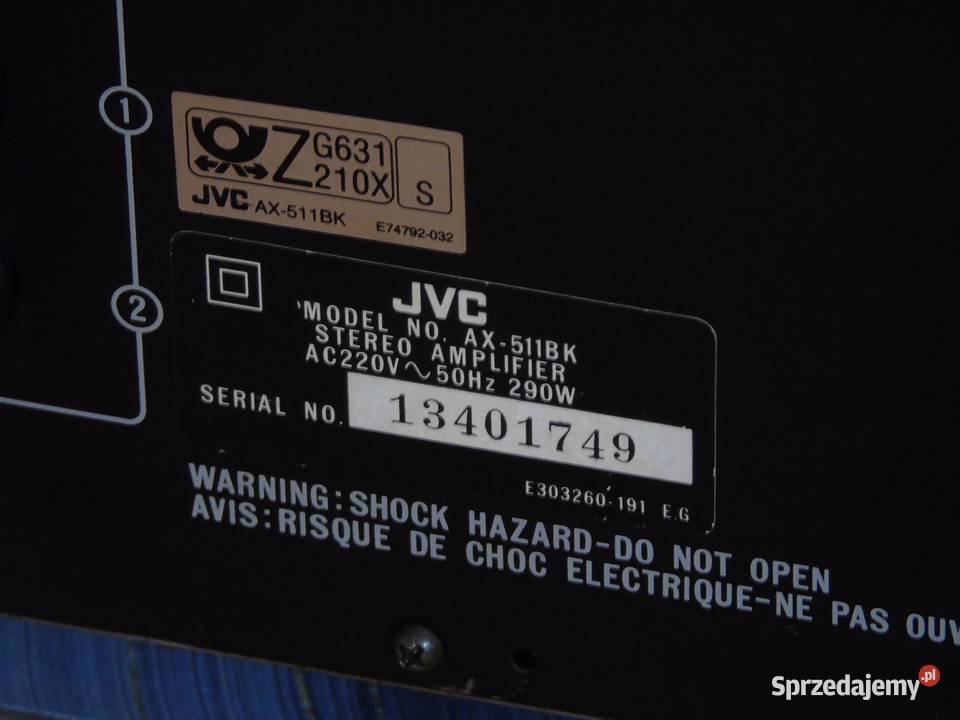 1
Z G631
210X
S
JVC AX-511BK
E74792-032
2
JVC
MODEL NO. AX-511BK
STEREO AMPLIFIER
AC220V~50Hz 290W
SERIAL NO. 13401749
E303260-191 E.G
WARNING:SHOCK HAZARD-DO NOT OPEN
AVIS:RISQUE DE CHOC ELECTRIQUE-NE PAS OUV
Sprzedajemy.pl